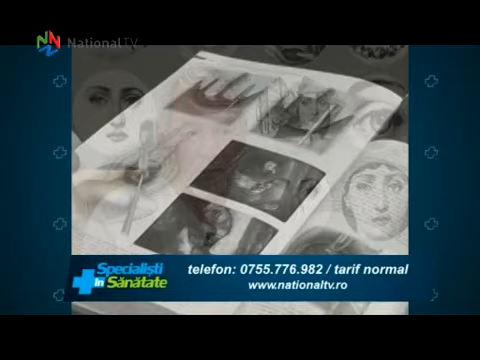 NationalTV
Specialiști
în
Sănătate
telefon: 0755.776.982 / tarif normal
www.nationaltv.ro